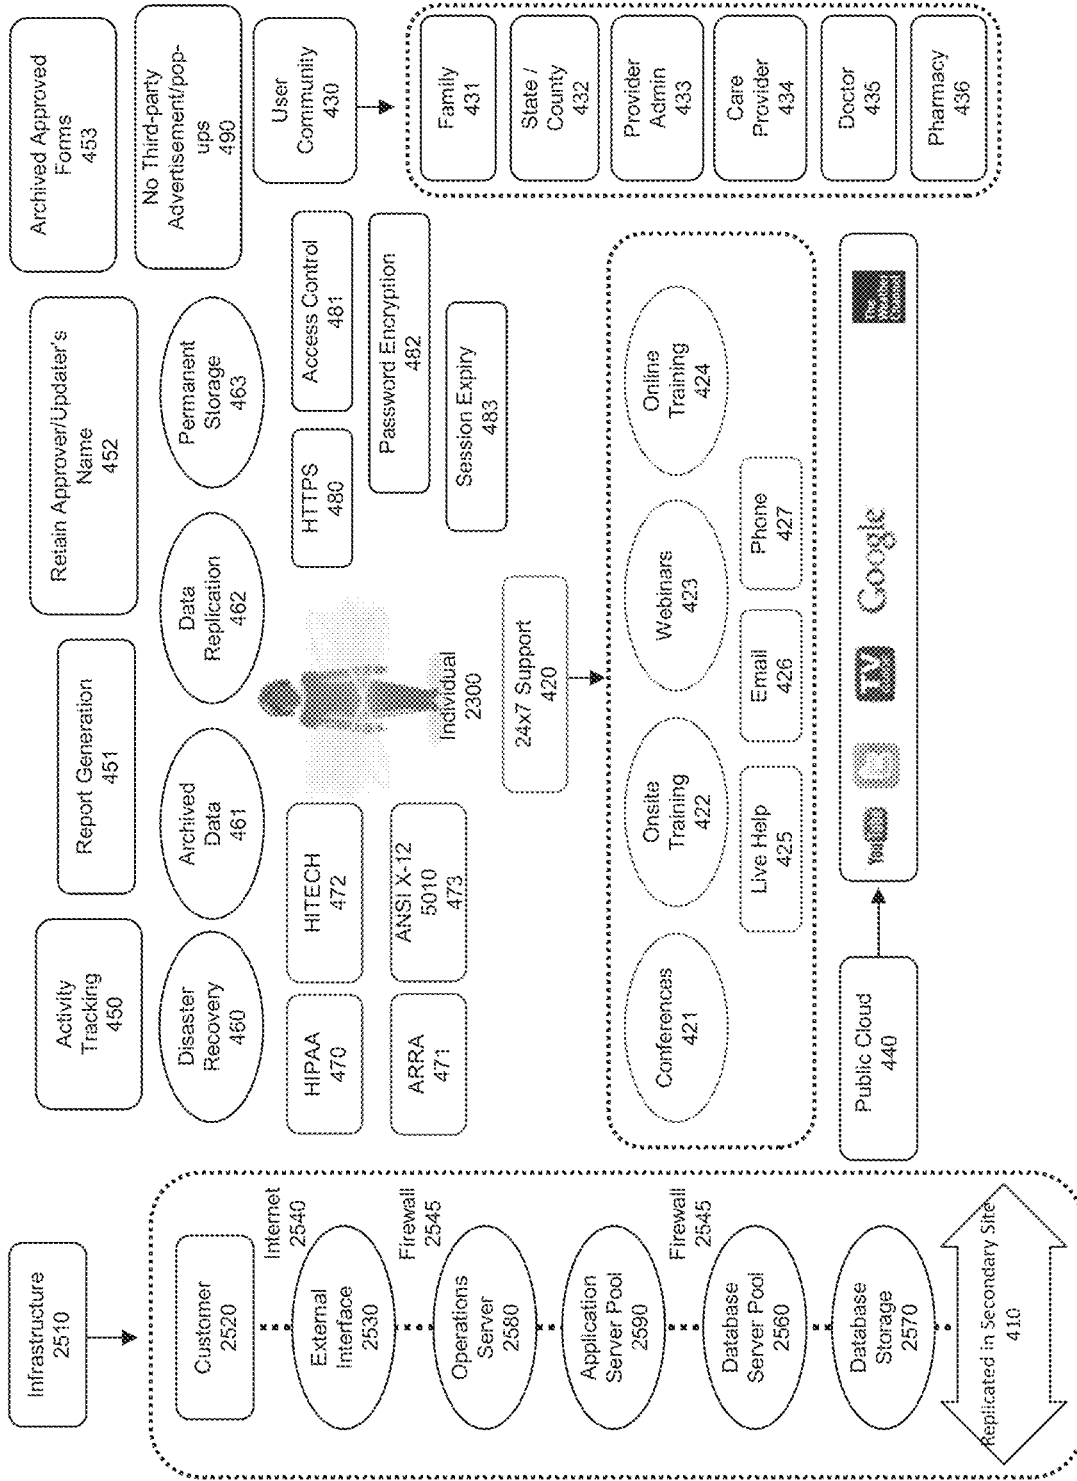 Infrastructure
2510
Customer
2520
Internet
2540
External
Interface
2530
Firewall
2545
Operations
Server
2580
Application
Server Pool
2590
Firewall
2545
Database
Server Pool
2560
Database
Storage
2570
Replicated in Secondary Site
410
Activity
Tracking
450
Report Generation
451
Retain Approver/Updater's
Name
452
Archived Approved
Forms
453
Disaster
Recovery
460
Archived
Data
461
Data
Replication
462
Permanent
Storage
463
No Third-party
Advertisement/pop-
ups
490
HIPAA
470
HITECH
472
ARRA
471
ANSI X-12
5010
473
Individual
2300
HTTPS
480
Access Control
481
Password Encryption
482
Session Expiry
483
User
Community
430
Family
431
State /
County
432
Provider
Admin
433
Care
Provider
434
Doctor
435
Pharmacy
436
24x7 Support
420
Conferences
421
Onsite
Training
422
Webinars
423
Online
Training
424
Live Help
425
Email
426
Phone
427
Public Cloud
440
YouTube
TV
Google